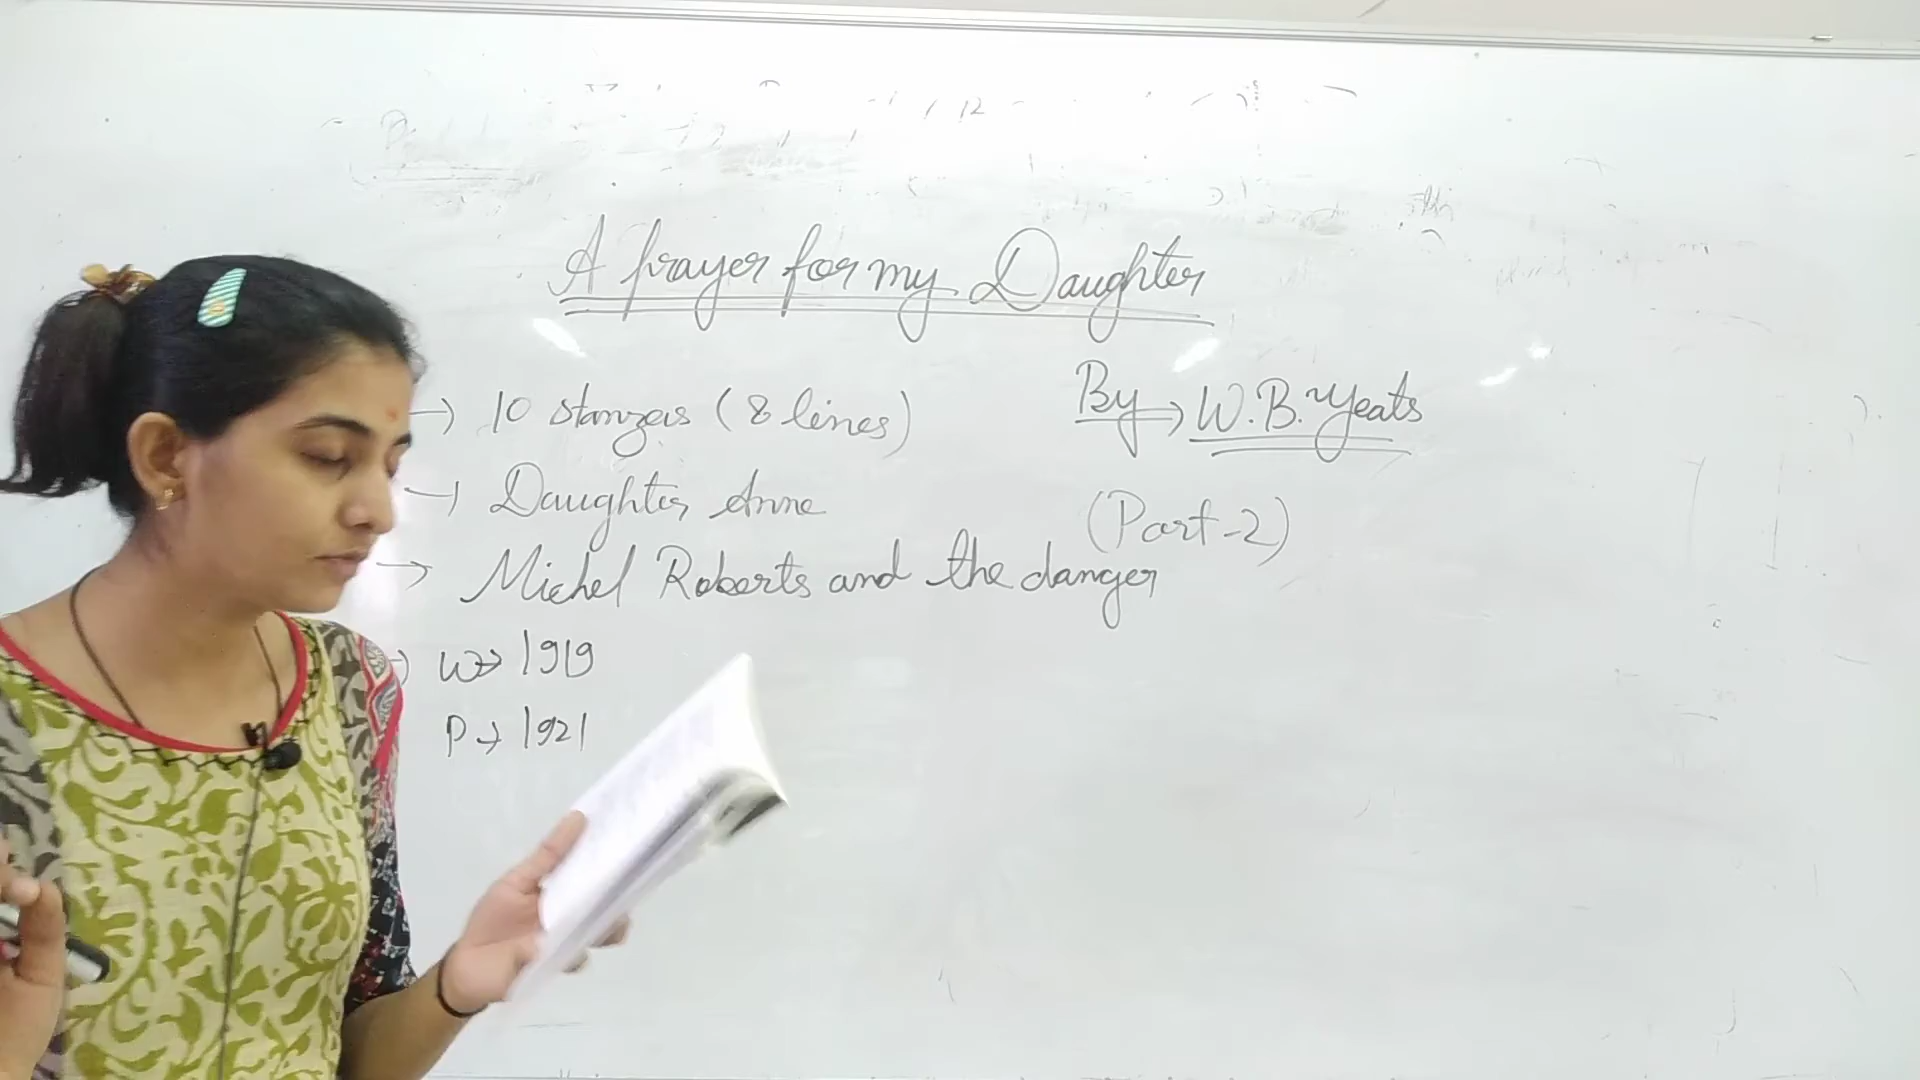 A prayer for my Daughter
By → W.B. Yeats
(Part-2)
→ 10 stanzas (8 lines)
→ Daughter, Anne
→ Michel Roberts and the danger
W→ 1919
P→ 1921